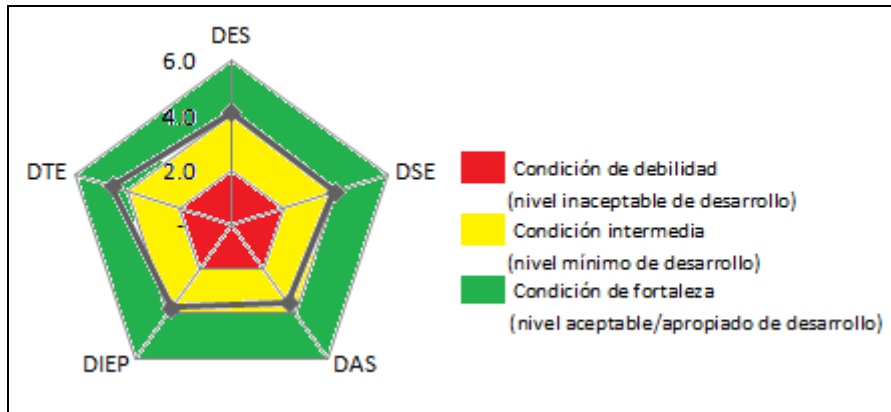 DES
6.0
4.0
2.0
-
DTE
DSE
DIEP
DAS
Condición de debilidad
(nivel inaceptable de desarrollo)
Condición intermedia
(nivel mínimo de desarrollo)
Condición de fortaleza
(nivel aceptable/apropiado de desarrollo)